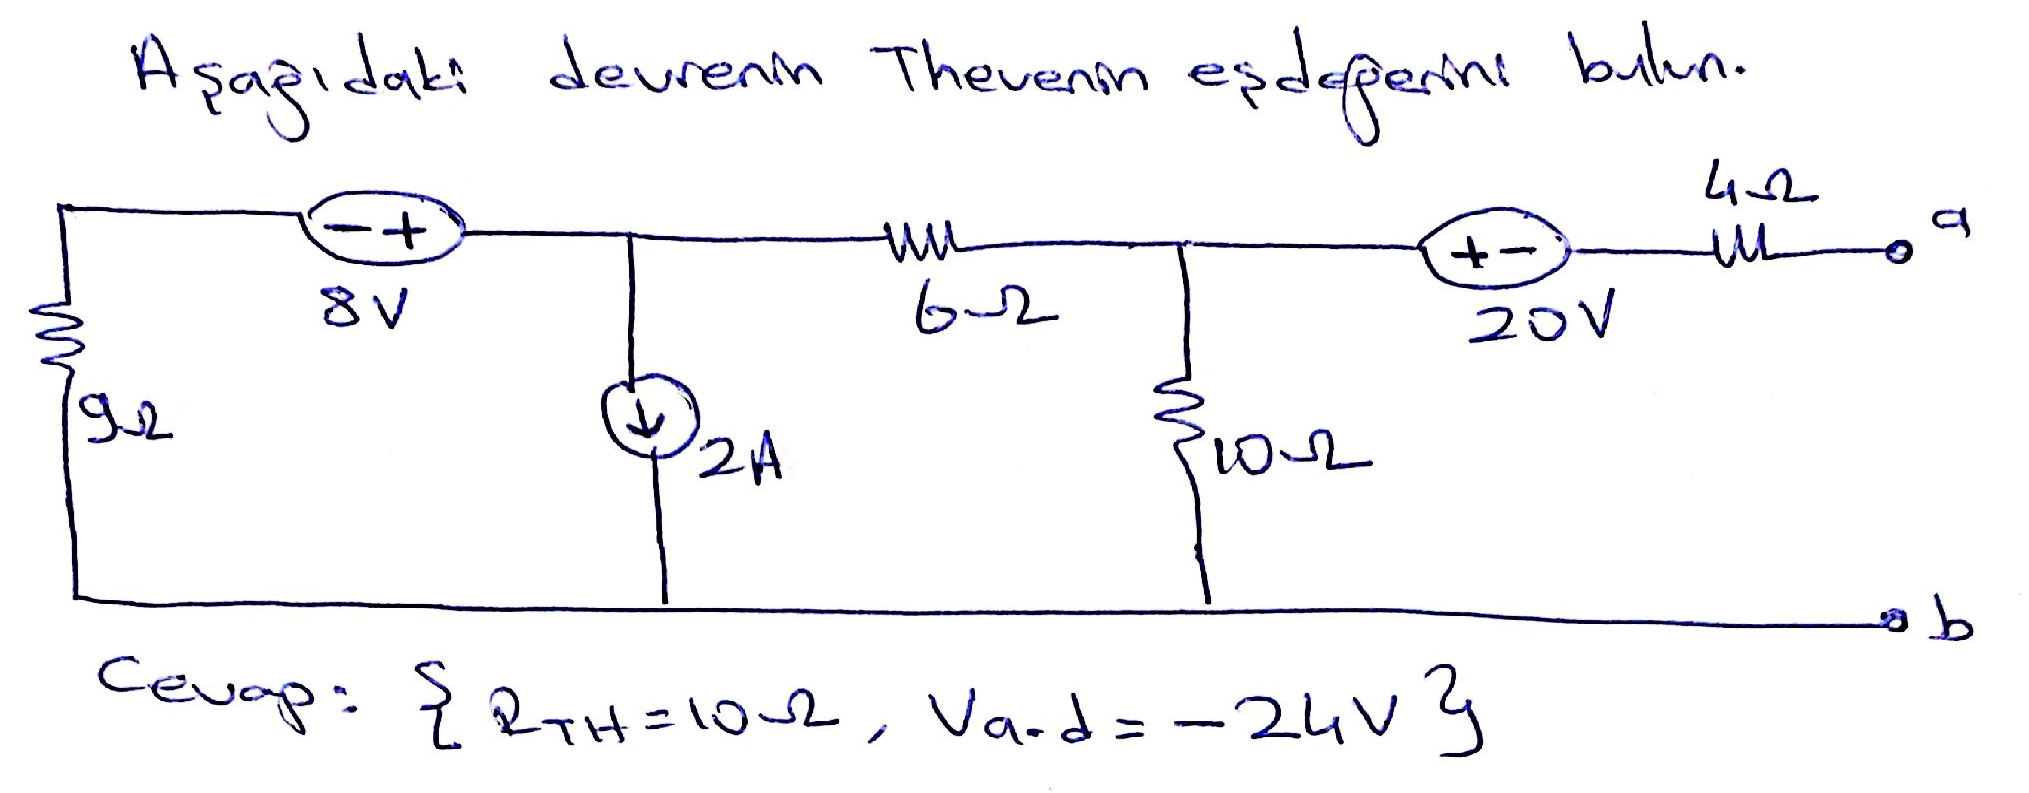 Aşağıdaki devrenin Thevenin eşdeğerini bulun.
4Ω
a
- +
8V
6Ω
+ -
20V
9Ω
2A
10Ω
b
Cevap: { RTH=10Ω, Va-d=-24V }